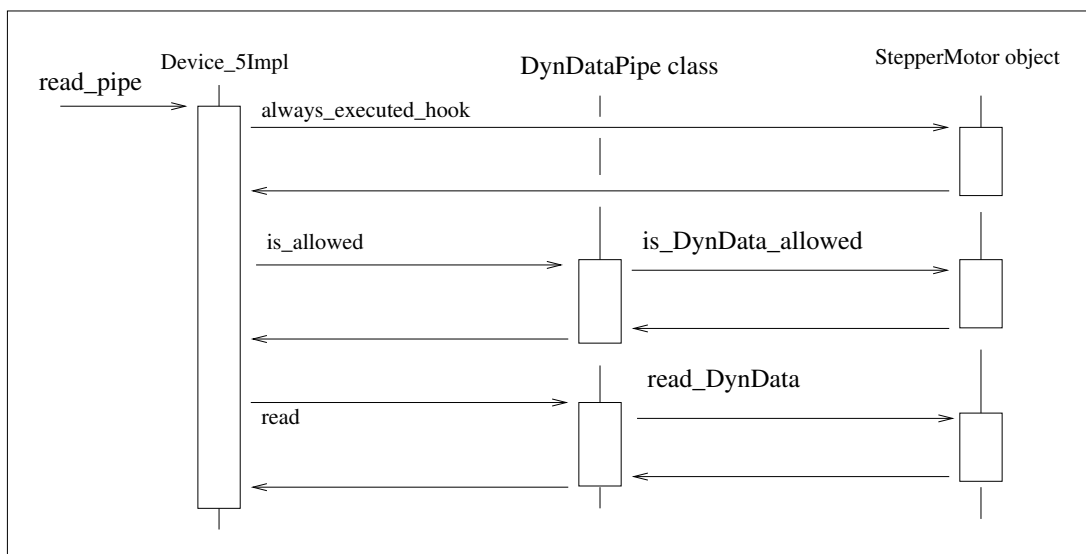 Device_5Impl
DynDataPipe class
StepperMotor object
read_pipe
always_executed_hook
is_allowed
is_DynData_allowed
read_DynData
read